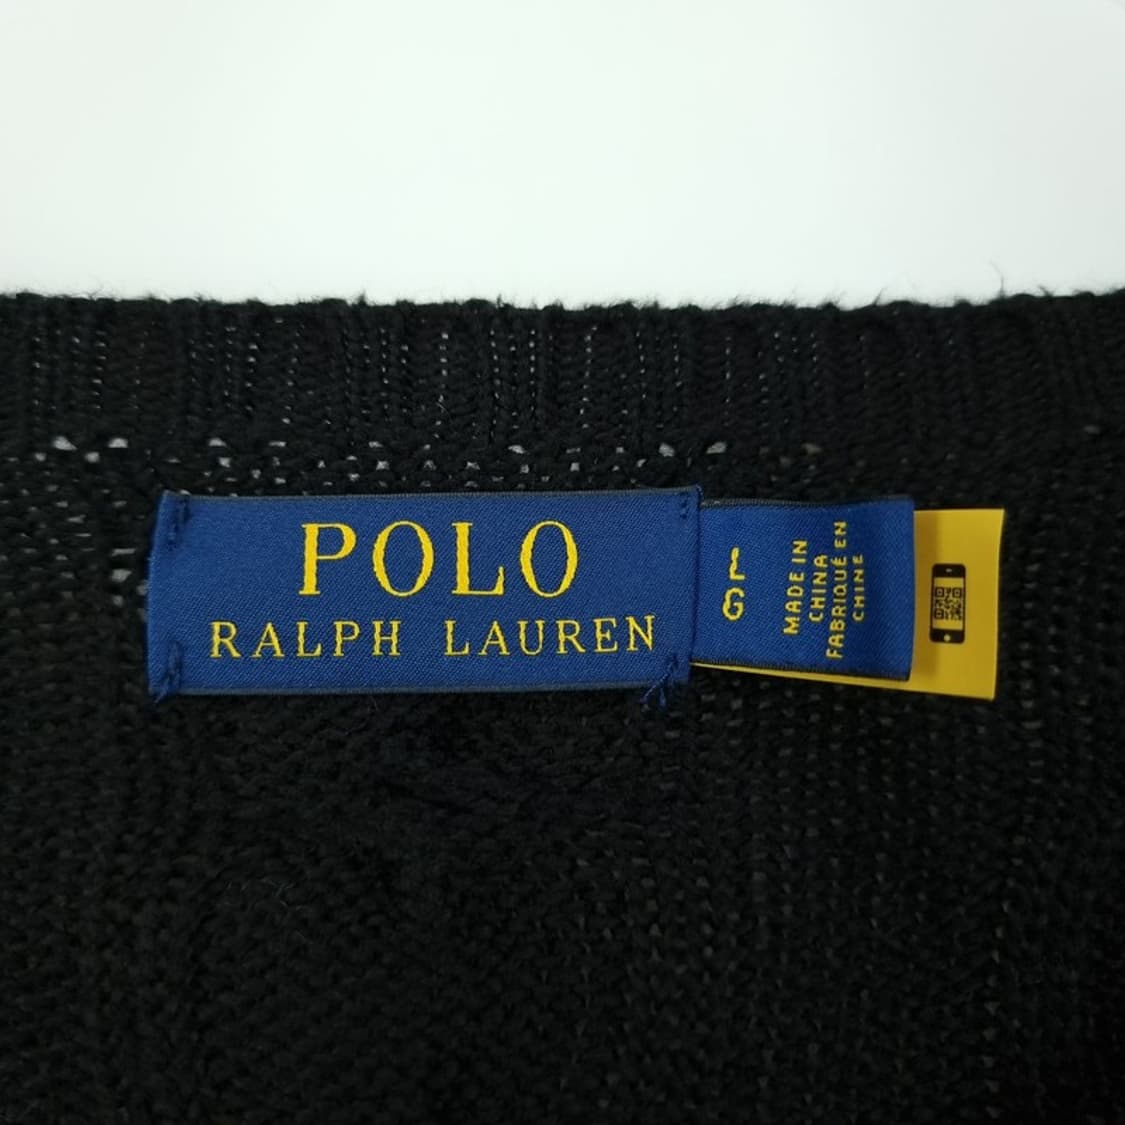 POLO
RALPH LAUREN
L
G
MADE IN
CHINA
FABRIQUÉ EN
CHINE